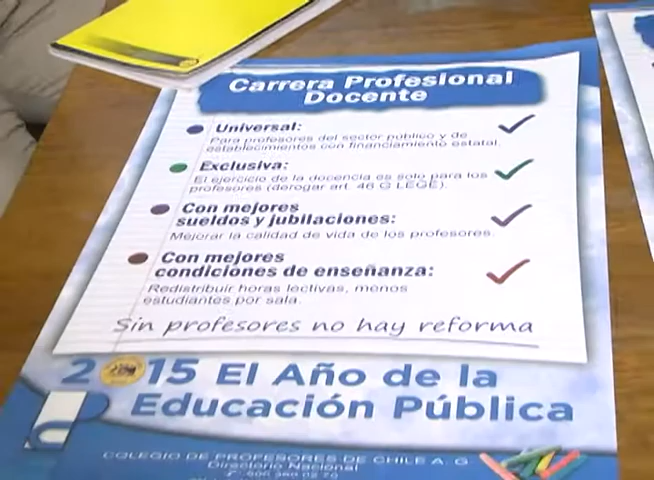 Carrera Profesional
Docente
Universal:
Para profesores del sector público y de
establecimientos con financiamiento estatal.
Exclusiva:
El ejercicio de la docencia es solo para los
profesores (derogar art. 46 G LEGE).
Con mejores
sueldos y jubilaciones:
Mejorar la calidad de vida de los profesores.
Con mejores
condiciones de enseñanza:
Redistribuir horas lectivas, menos
estudiantes por sala.
Sin profesores no hay reforma
2015 El Año de la
Educación Pública
COLEGIO DE PROFESORES DE CHILE A. G
Directorio Nacional